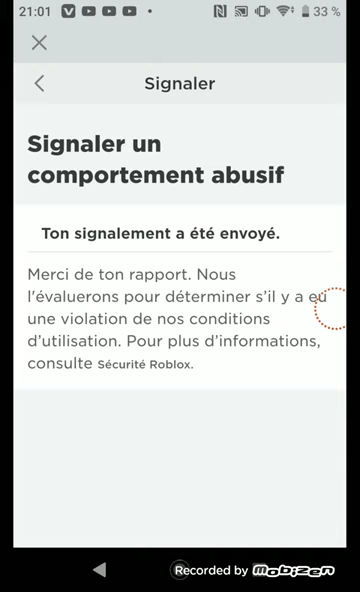 21:01 33 %
Signaler
Signaler un
comportement abusif
Ton signalement a été envoyé.
Merci de ton rapport. Nous
l'évaluerons pour déterminer s'il y a eu
une violation de nos conditions
d'utilisation. Pour plus d'informations,
consulte Sécurité Roblox.
Recorded by Mobizen